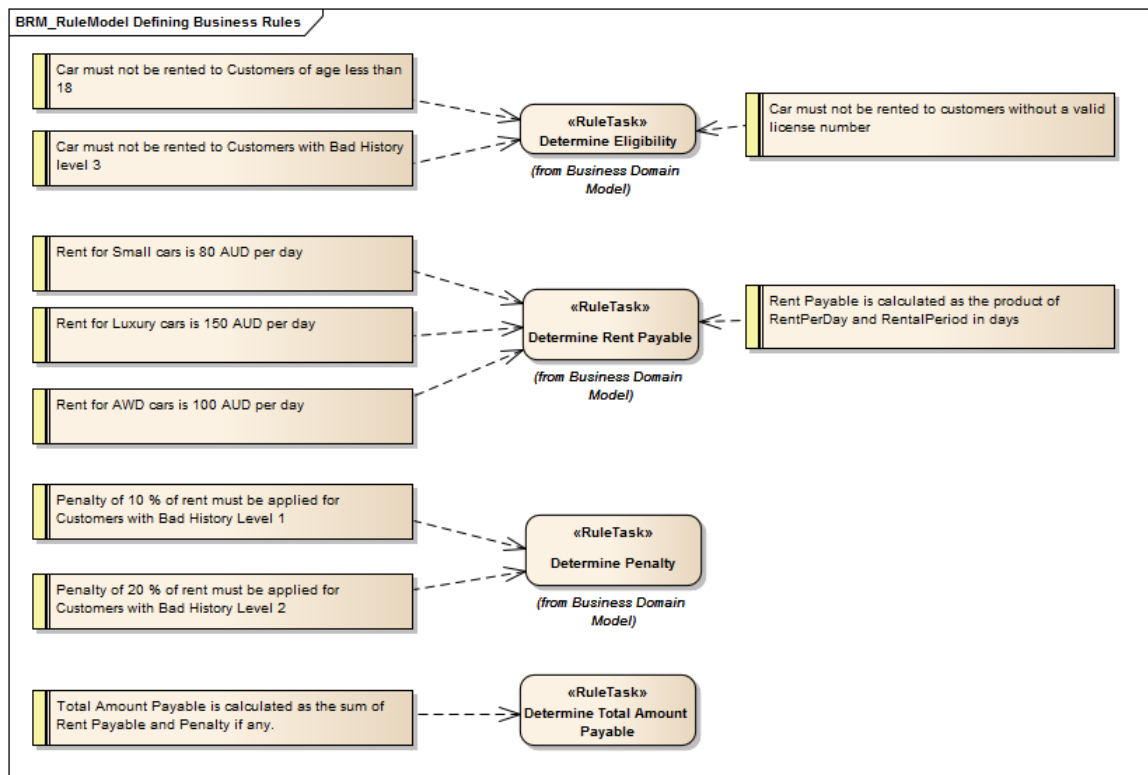 BRM_RuleModel Defining Business Rules
Car must not be rented to Customers of age less than
18
Car must not be rented to Customers with Bad History
level 3
«RuleTask»
Determine Eligibility
(from Business Domain
Model)
Car must not be rented to customers without a valid
license number
Rent for Small cars is 80 AUD per day
Rent for Luxury cars is 150 AUD per day
Rent for AWD cars is 100 AUD per day
«RuleTask»
Determine Rent Payable
(from Business Domain
Model)
Rent Payable is calculated as the product of
RentPerDay and RentalPeriod in days
Penalty of 10 % of rent must be applied for
Customers with Bad History Level 1
Penalty of 20 % of rent must be applied for
Customers with Bad History Level 2
«RuleTask»
Determine Penalty
(from Business Domain
Model)
Total Amount Payable is calculated as the sum of
Rent Payable and Penalty if any.
«RuleTask»
Determine Total Amount
Payable